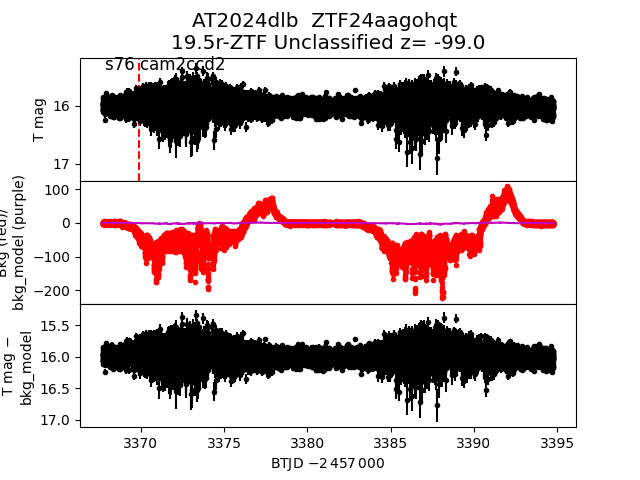 AT2024dlb  ZTF24aagohqt
19.5r-ZTF Unclassified z= -99.0
s76 cam2ccd2
T mag
16
17
Bkg (red)/
bkg_model (purple)
100
0
−100
−200
T mag −
bkg_model
15.5
16.0
16.5
17.0
3370
3375
3380
3385
3390
3395
BTJD −2 457 000